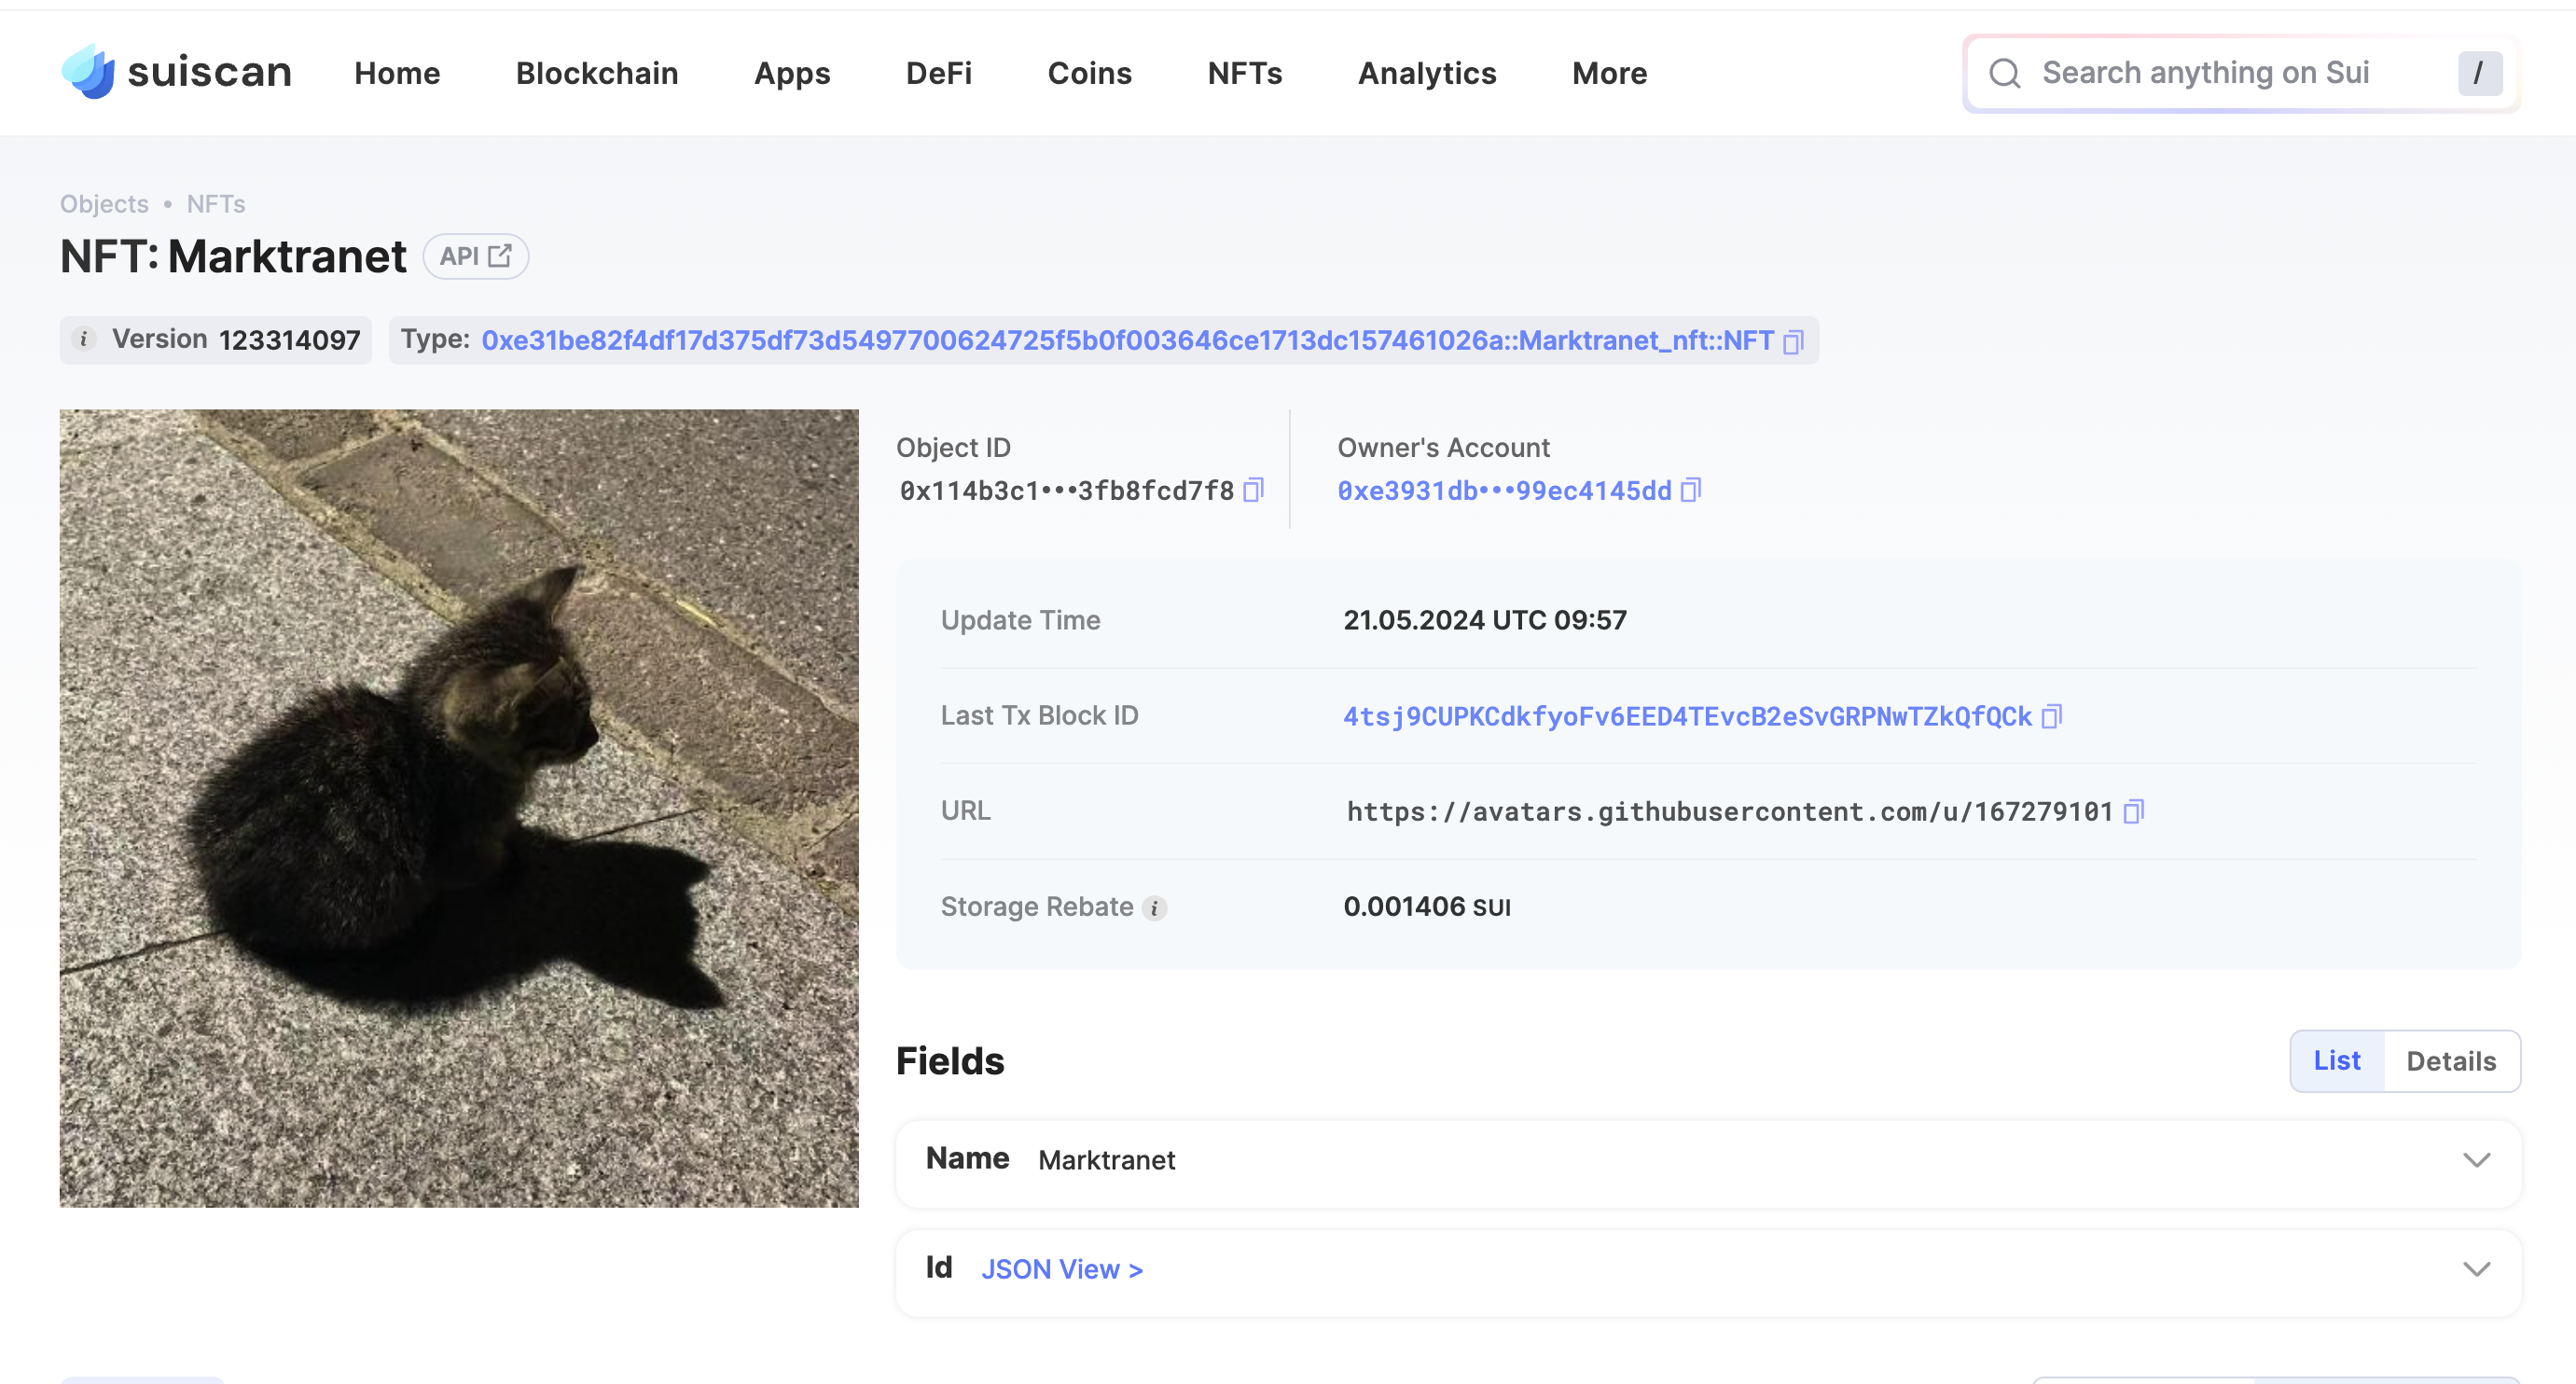 suiscan Home Blockchain Apps DeFi Coins NFTs Analytics More Search anything on Sui /
Objects • NFTs
NFT: Marktranet API
i Version 123314097 Type: 0xe31be82f4df17d375df73d5497700624725f5b0f003646ce1713dc157461026a::Marktranet_nft::NFT
Object ID
0x114b3c1•••3fb8fcd7f8
Owner's Account
0xe3931db•••99ec4145dd
Update Time 21.05.2024 UTC 09:57
Last Tx Block ID 4tsj9CUPKCdkfyoFv6EED4TEvcB2eSvGRPNwTZkQfQCk
URL https://avatars.githubusercontent.com/u/167279101
Storage Rebate i 0.001406 SUI
Fields List Details
Name Marktranet
Id JSON View >